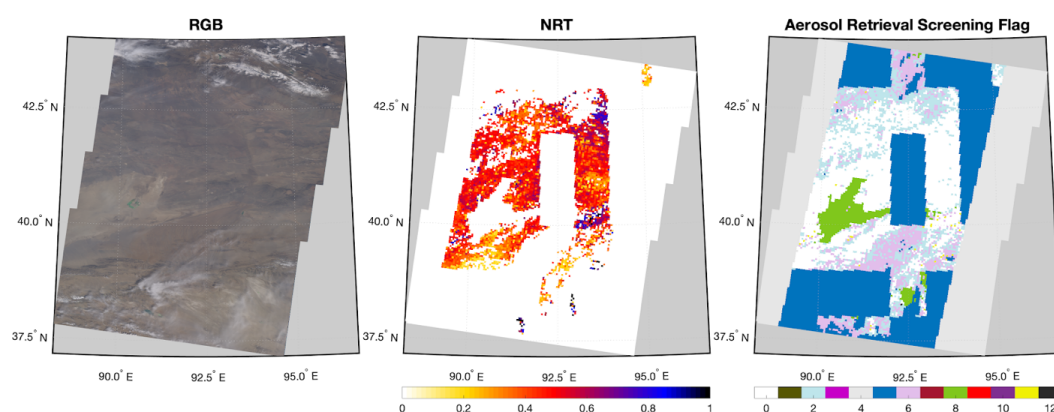 RGB
NRT
Aerosol Retrieval Screening Flag
42.5° N
40.0° N
37.5° N
90.0° E
92.5° E
95.0° E
42.5° N
40.0° N
37.5° N
90.0° E
92.5° E
95.0° E
42.5° N
40.0° N
37.5° N
90.0° E
92.5° E
95.0° E
0 0.2 0.4 0.6 0.8 1
0 2 4 6 8 10 12